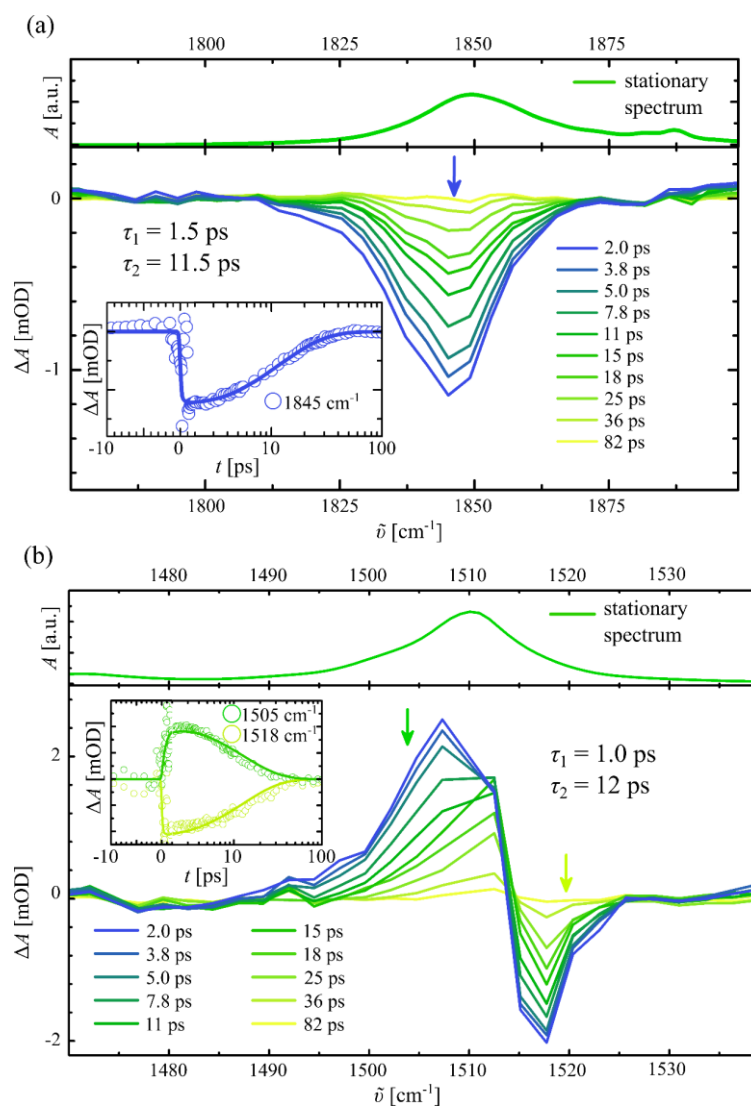 (a)
1800 1825 1850 1875
A [a.u.]
stationary
spectrum
0
-1
ΔA [mOD]
τ₁ = 1.5 ps
τ₂ = 11.5 ps
2.0 ps
3.8 ps
5.0 ps
7.8 ps
11 ps
15 ps
18 ps
25 ps
36 ps
82 ps
ΔA [mOD]
1845 cm⁻¹
-10 0 10 100
t [ps]
1800 1825 1850 1875
ṽ [cm⁻¹]
(b)
1480 1490 1500 1510 1520 1530
A [a.u.]
stationary
spectrum
2
0
-2
ΔA [mOD]
ΔA [mOD]
1505 cm⁻¹
1518 cm⁻¹
-10 0 10 100
t [ps]
τ₁ = 1.0 ps
τ₂ = 12 ps
2.0 ps 15 ps
3.8 ps 18 ps
5.0 ps 25 ps
7.8 ps 36 ps
11 ps 82 ps
1480 1490 1500 1510 1520 1530
ṽ [cm⁻¹]